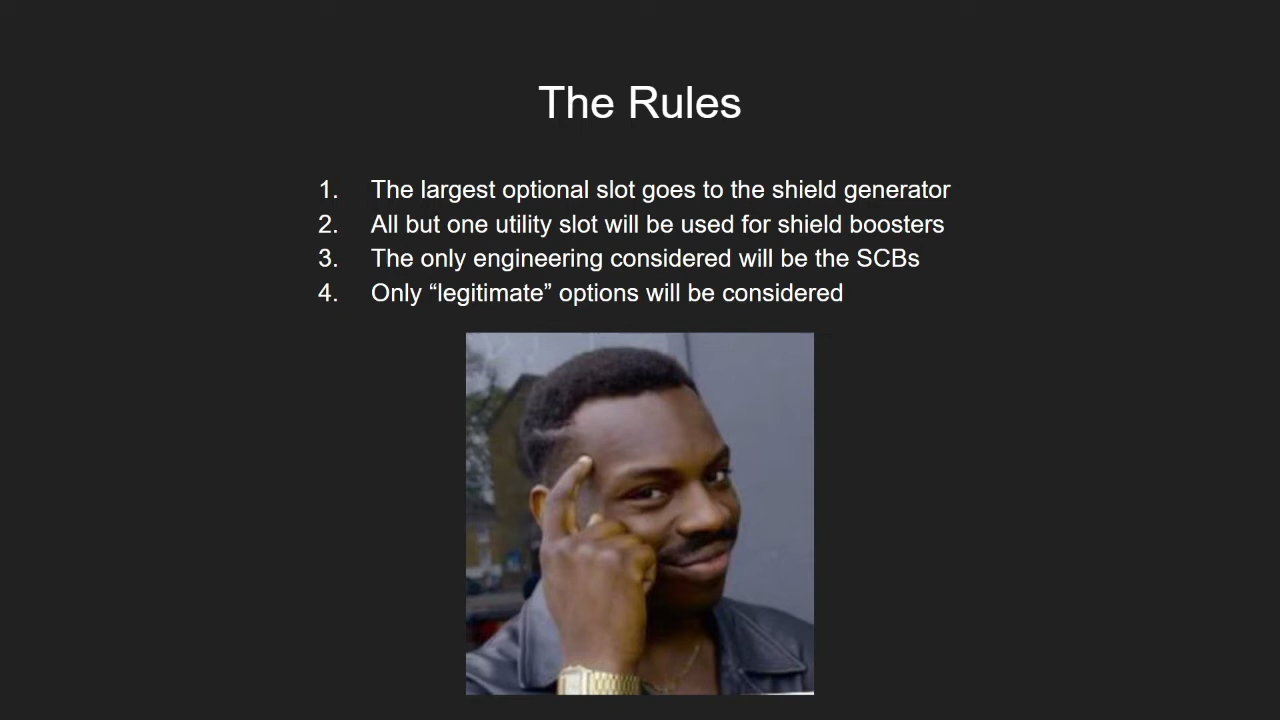 The Rules
1. The largest optional slot goes to the shield generator
2. All but one utility slot will be used for shield boosters
3. The only engineering considered will be the SCBs
4. Only “legitimate” options will be considered